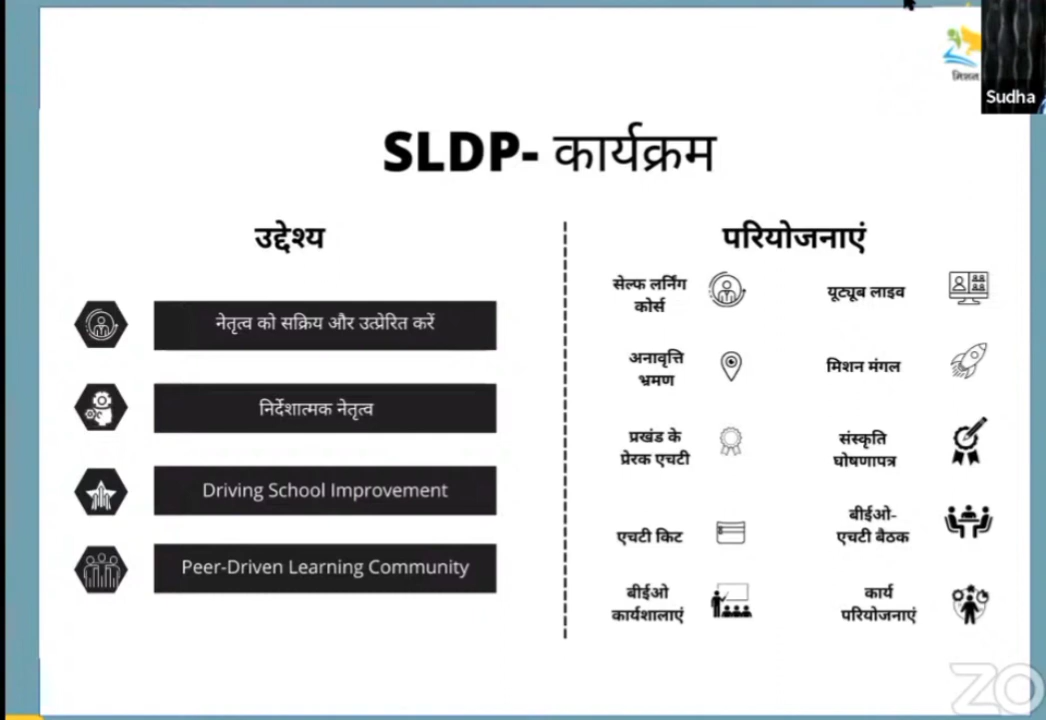 मिशन
Sudha
SLDP- कार्यक्रम
उद्देश्य
नेतृत्व को सक्रिय और उत्प्रेरित करें
निर्देशात्मक नेतृत्व
Driving School Improvement
Peer-Driven Learning Community
परियोजनाएं
सेल्फ लर्निंग
कोर्स
यूट्यूब लाइव
अनावृत्ति
भ्रमण
मिशन मंगल
प्रखंड के
प्रेरक एचटी
संस्कृति
घोषणापत्र
एचटी किट
बीईओ-
एचटी बैठक
बीईओ
कार्यशालाएं
कार्य
परियोजनाएं
ZO